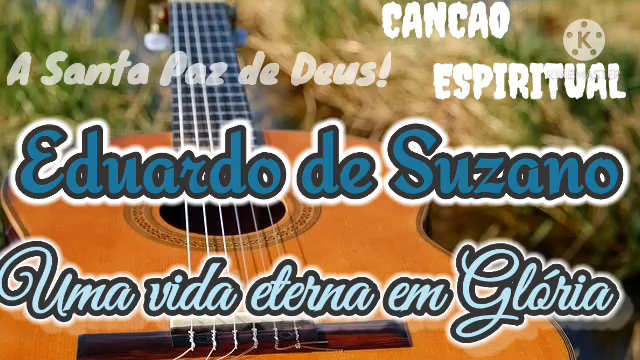 CANCAO
ESPIRITUAL
A Santa Paz de Deus!
Eduardo de Suzano
Uma vida eterna em Glória